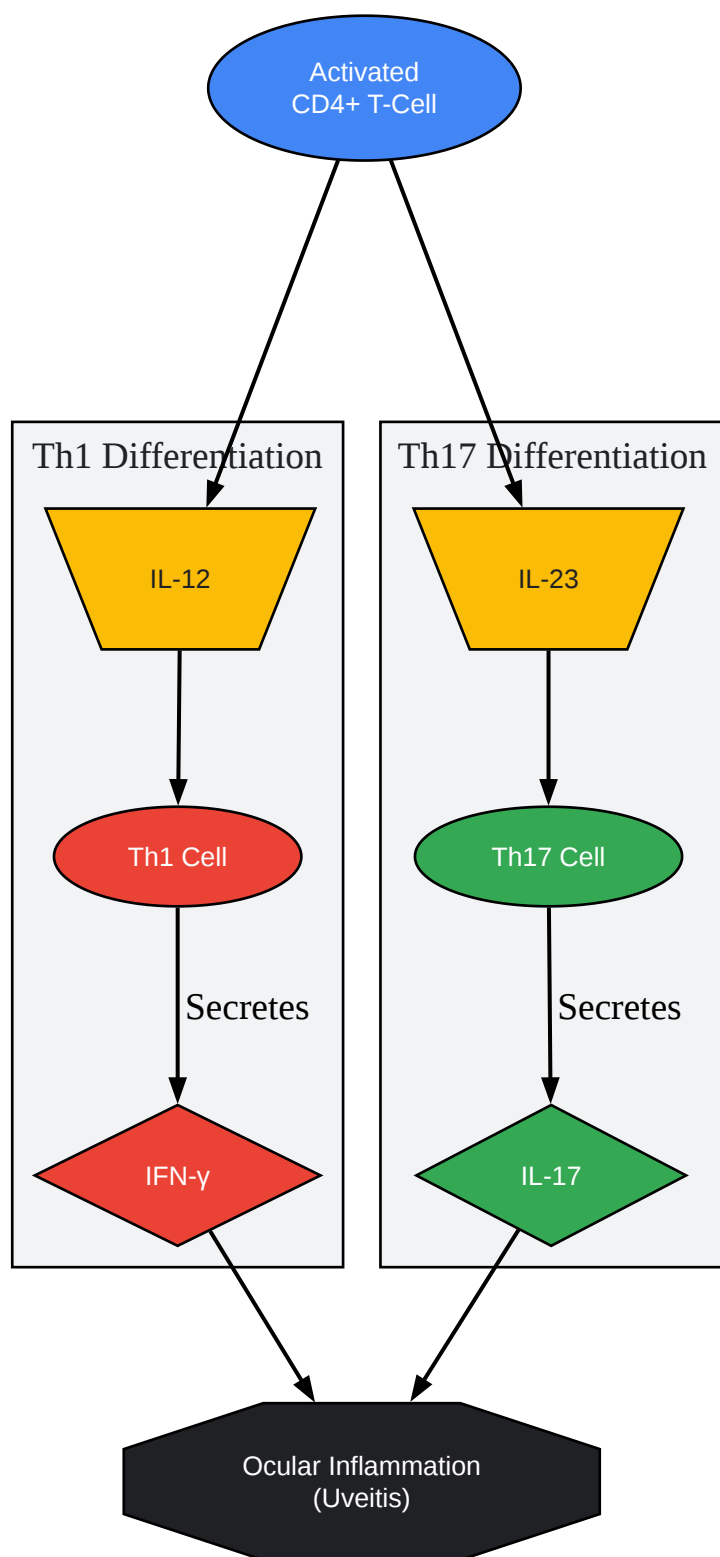 Activated
CD4+ T-Cell
Th1 Differentiation
Th17 Differentiation
IL-12
IL-23
Th1 Cell
Th17 Cell
Secretes
Secretes
IFN-γ
IL-17
Ocular Inflammation
(Uveitis)